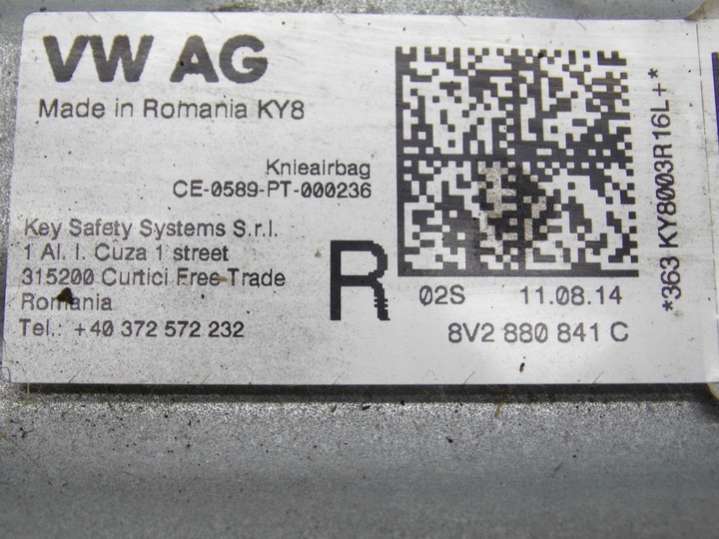 VW AG
Made in Romania KY8
Knieairbag
CE-0589-PT-000236
Key Safety Systems S.r.l.
1 Al. I. Cuza 1 street
315200 Curtici Free Trade
Romania
Tel.: +40 372 572 232
R
02S 11.08.14
8V2 880 841 C
*363 KY8003R16L+*